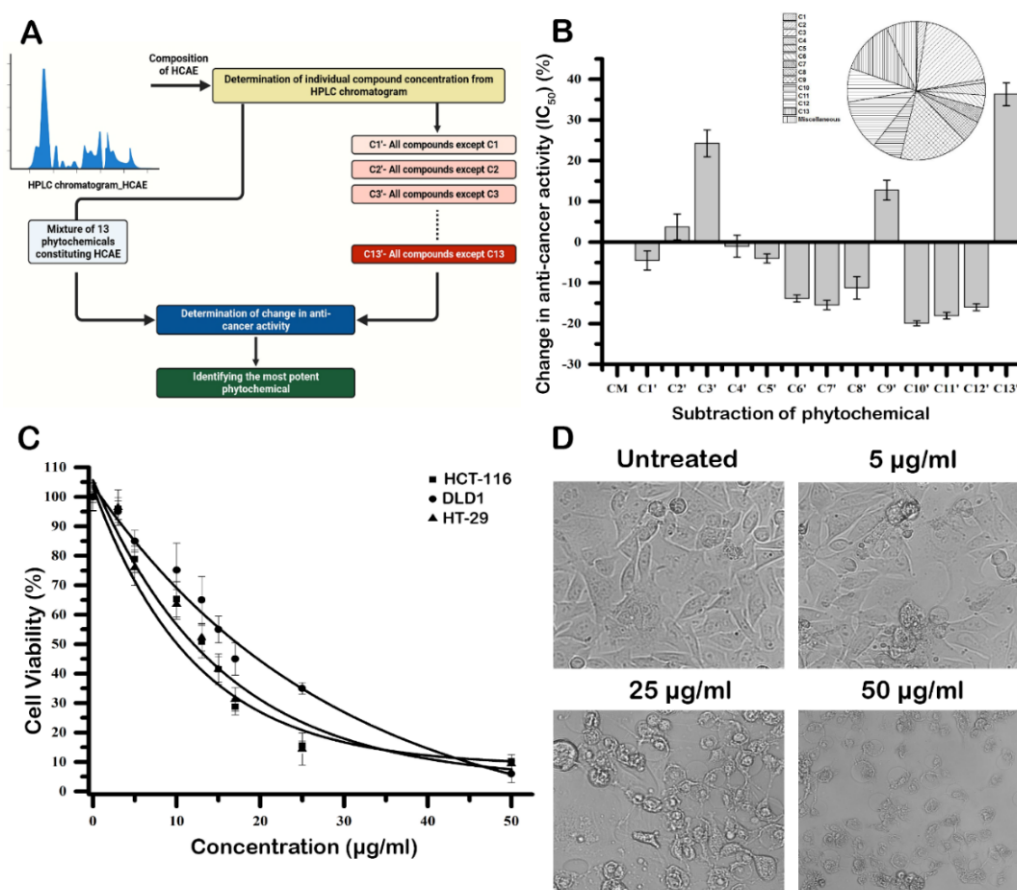 A
Composition
of HCAE
HPLC chromatogram_HCAE
Determination of individual compound concentration from
HPLC chromatogram
C1'- All compounds except C1
C2'- All compounds except C2
C3'- All compounds except C3
C13'- All compounds except C13
Mixture of 13
phytochemicals
constituting HCAE
Determination of change in anti-
cancer activity
Identifying the most potent
phytochemical
B
Change in anti-cancer activity (IC50) (%)
40
30
20
10
0
-10
-20
-30
CM C1' C2' C3' C4' C5' C6' C7' C8' C9' C10' C11' C12' C13'
Subtraction of phytochemical
C1
C2
C3
C4
C5
C6
C7
C8
C9
C10
C11
C12
C13
Miscellaneous
C
Cell Viability (%)
110
100
90
80
70
60
50
40
30
20
10
0
0 10 20 30 40 50
Concentration (µg/ml)
HCT-116
DLD1
HT-29
D
Untreated
5 µg/ml
25 µg/ml
50 µg/ml